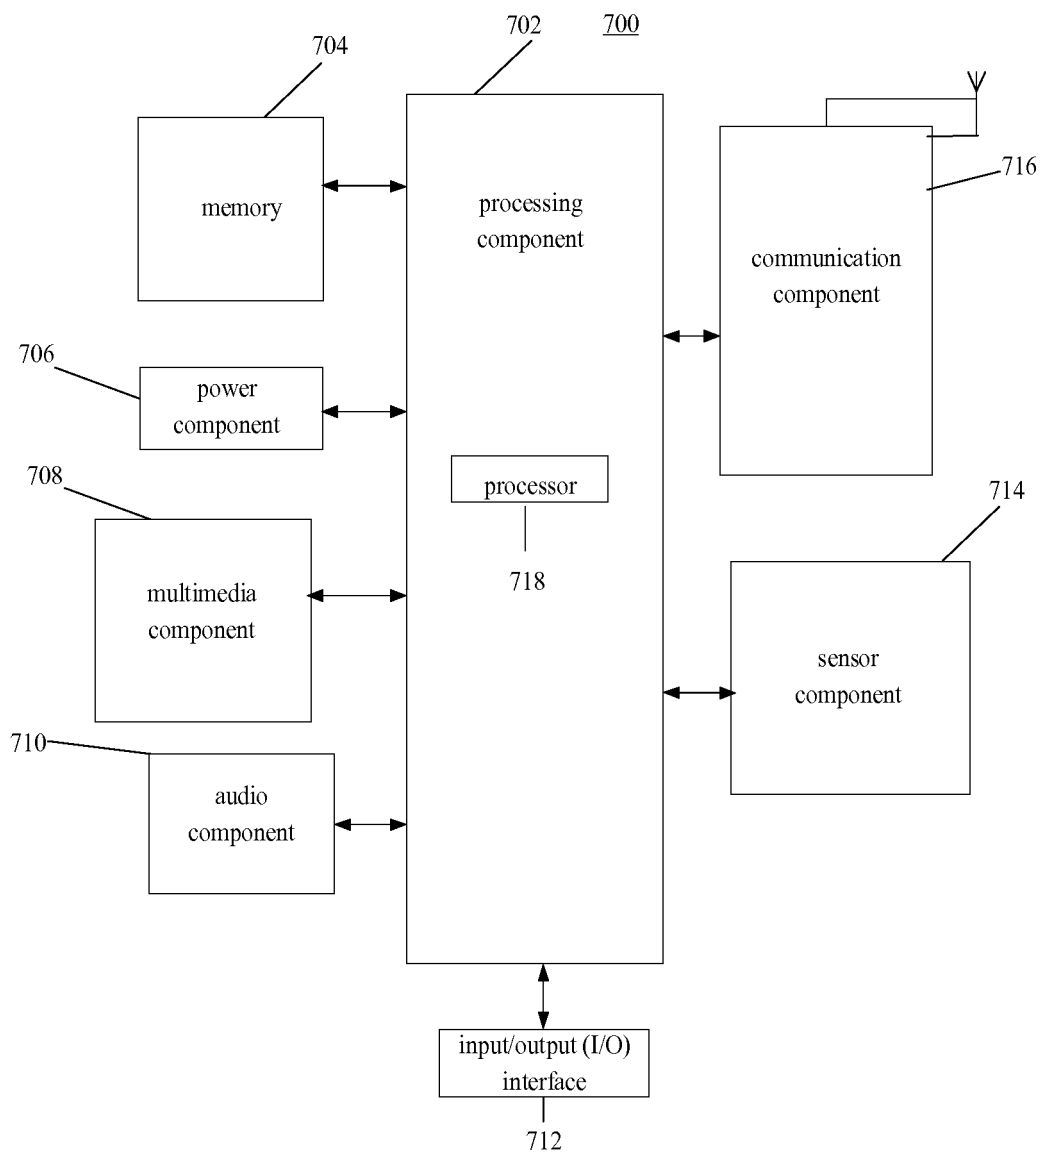 702
700
704
memory
processing
component
716
communication
component
706
power
component
708
processor
718
714
multimedia
component
sensor
component
710
audio
component
input/output (I/O)
interface
712